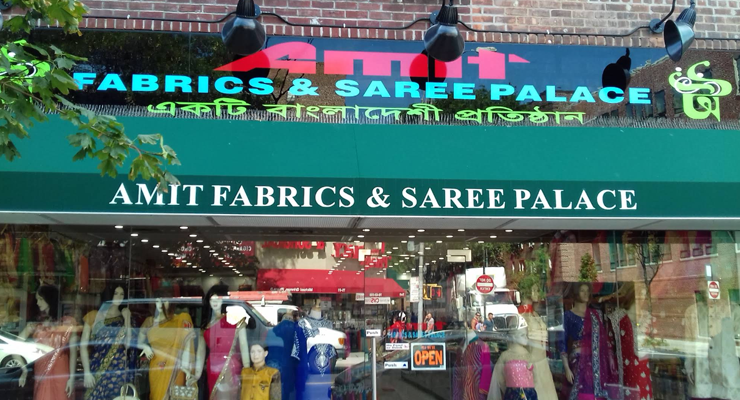 Amit
FABRICS & SAREE PALACE
একটি বাংলাদেশী প্রতিষ্ঠান
AMIT FABRICS & SAREE PALACE
OPEN